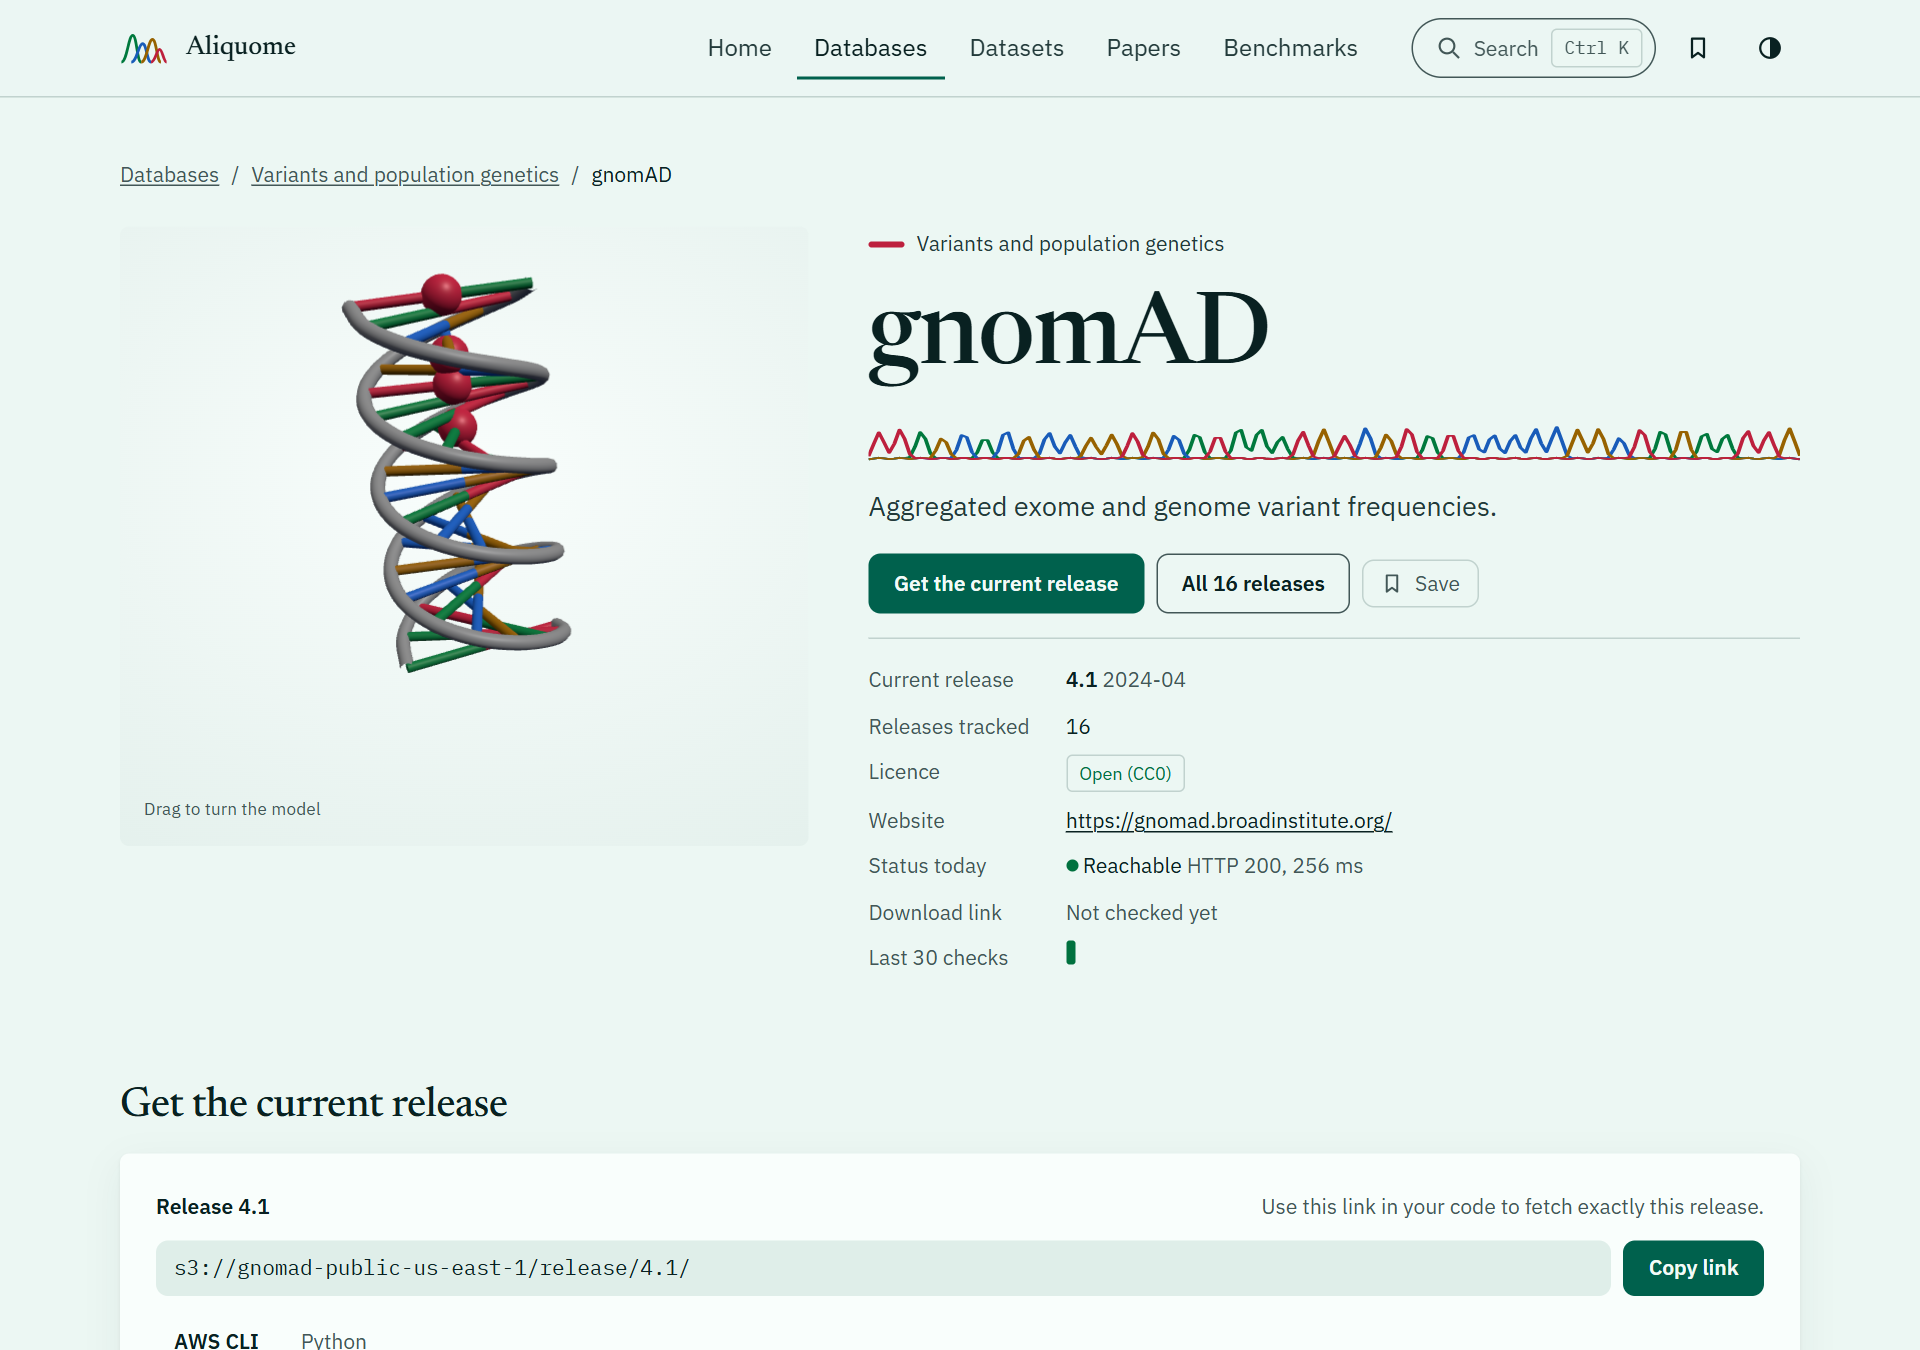 Aliquome
Home
Databases
Datasets
Papers
Benchmarks
Search
Ctrl K
Databases / Variants and population genetics / gnomAD
Drag to turn the model
Variants and population genetics
gnomAD
Aggregated exome and genome variant frequencies.
Get the current release
All 16 releases
Save
Current release 4.1 2024-04
Releases tracked 16
Licence Open (CC0)
Website https://gnomad.broadinstitute.org/
Status today Reachable HTTP 200, 256 ms
Download link Not checked yet
Last 30 checks
Get the current release
Release 4.1
Use this link in your code to fetch exactly this release.
s3://gnomad-public-us-east-1/release/4.1/
Copy link
AWS CLI
Python